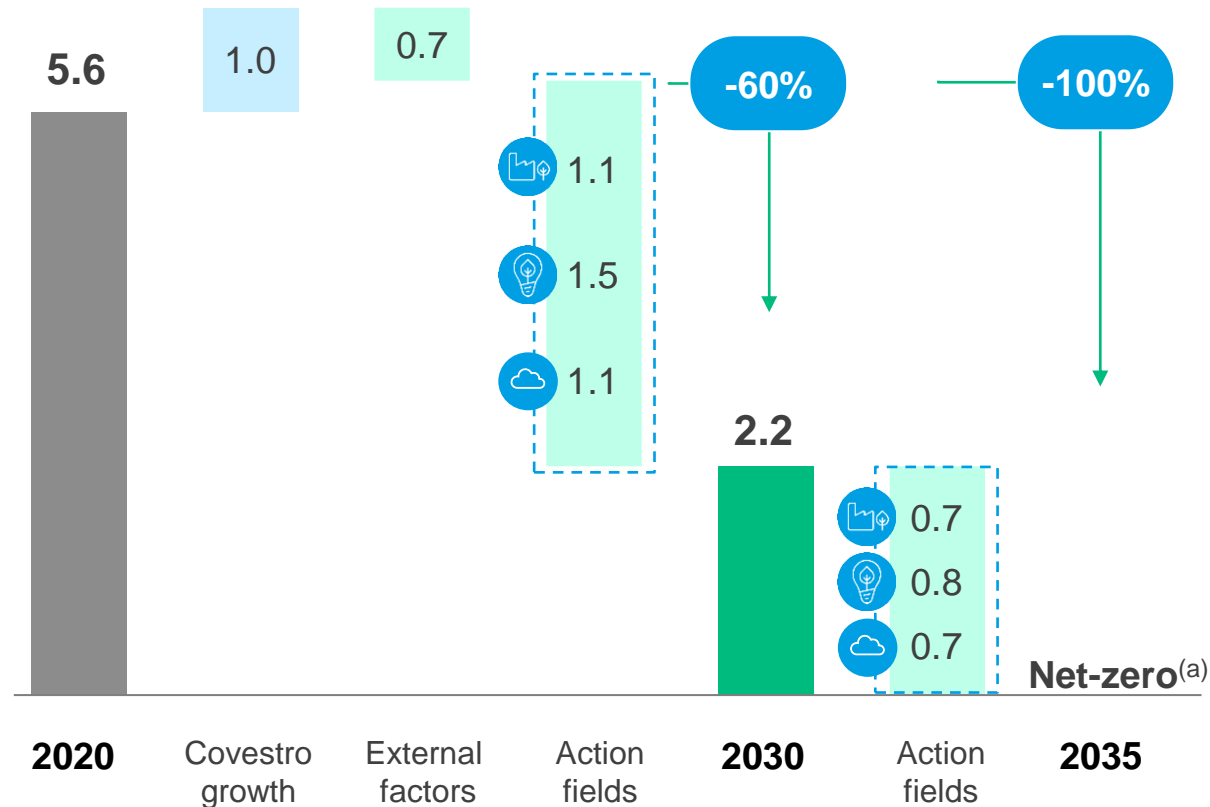 5.6
1.0
0.7
-60%
-100%
1.1
1.5
1.1
2.2
0.7
0.8
0.7
Net-zero(a)
2020
Covestro
growth
External
factors
Action
fields
2030
Action
fields
2035